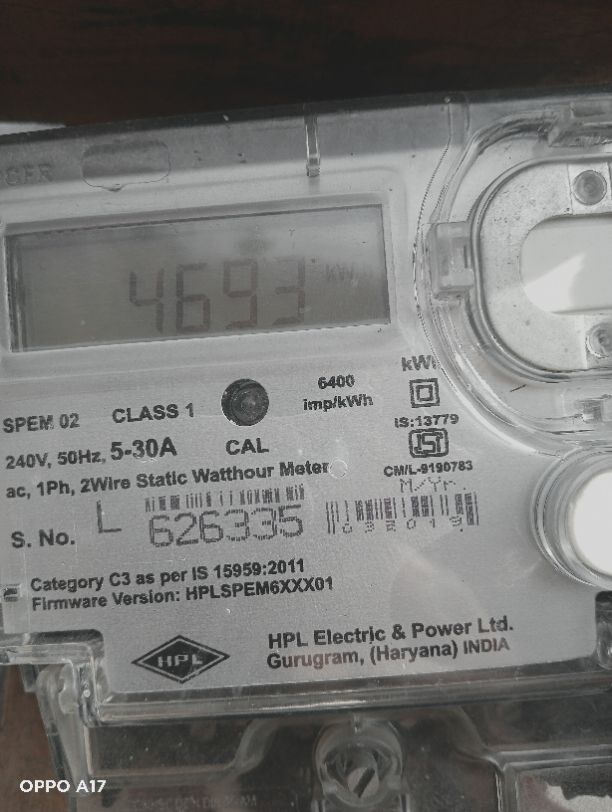 4693 kWh
kWh
6400
imp/kWh
SPEM 02 CLASS 1
IS:13779
240V, 50Hz, 5-30A CAL
CM/L-9190783
ac, 1Ph, 2Wire Static Watthour Meter
M/Yr.
S. No. L 626335 032019
Category C3 as per IS 15959:2011
Firmware Version: HPLSPEM6XXX01
HPL
HPL Electric & Power Ltd.
Gurugram, (Haryana) INDIA
OPPO A17